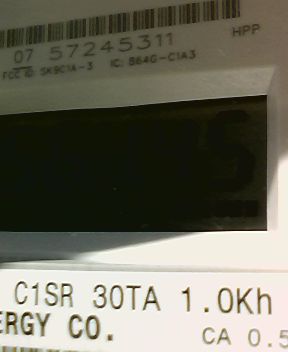 07 57245311
HPP
FCC ID: SK9C1A-3 IC: 864G-C1A3
C1SR 30TA 1.0Kh
ERGY CO.
CA 0.5